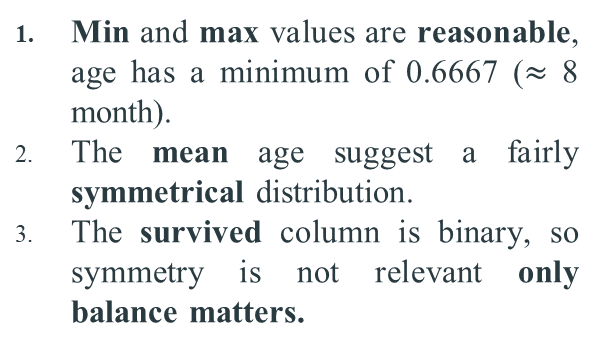 1. Min and max values are reasonable,
age has a minimum of 0.6667 (≈ 8
month).
2. The mean age suggest a fairly
symmetrical distribution.
3. The survived column is binary, so
symmetry is not relevant only
balance matters.